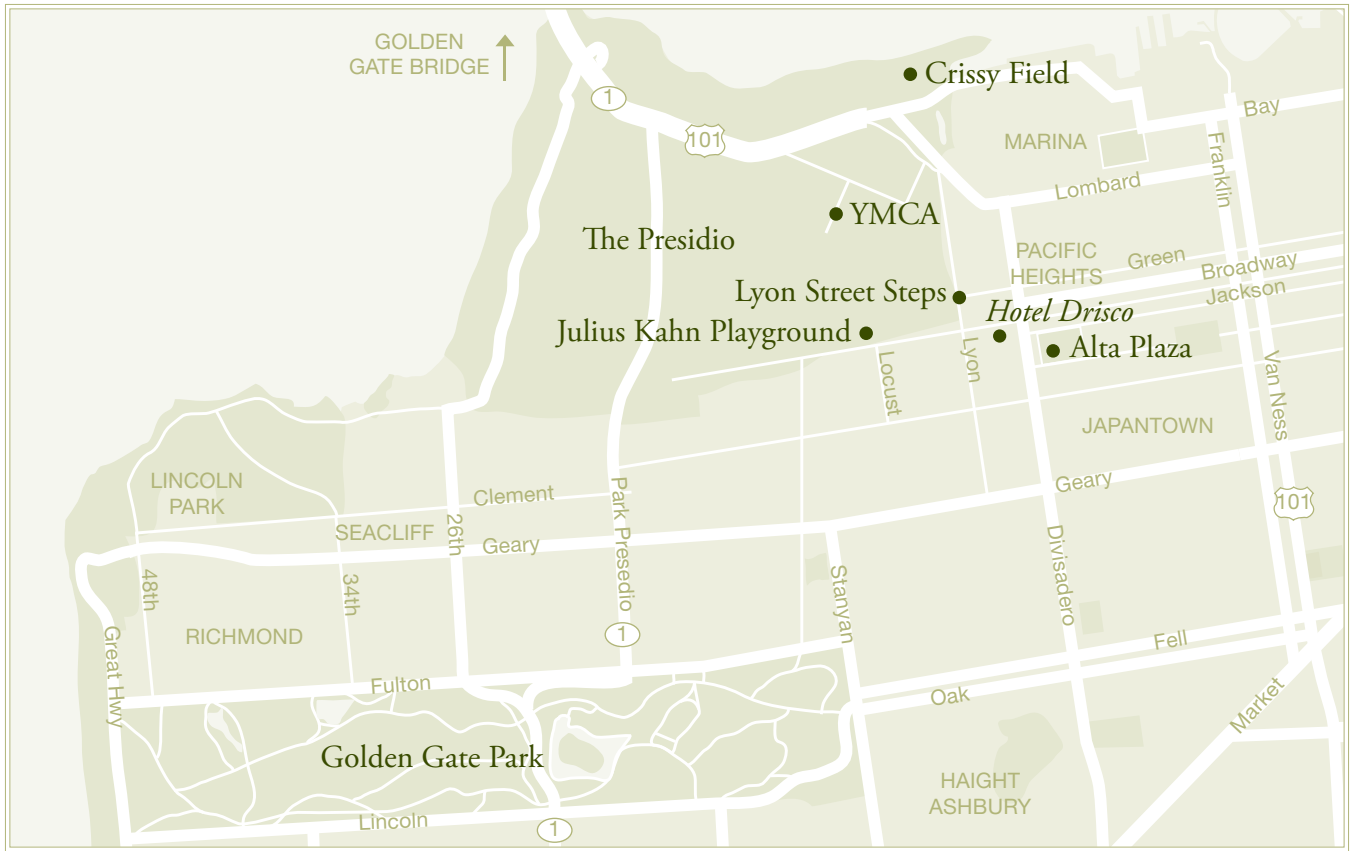 GOLDEN
GATE BRIDGE
Crissy Field
1
101
Bay
MARINA
Franklin
Lombard
YMCA
The Presidio
PACIFIC
HEIGHTS
Green
Broadway
Jackson
Lyon Street Steps
Hotel Drisco
Julius Kahn Playground
Alta Plaza
Locust
Lyon
Van Ness
JAPANTOWN
LINCOLN
PARK
Clement
Park Presedio
Geary
101
SEACLIFF
26th
Geary
Divisadero
48th
34th
Stanyan
RICHMOND
1
Great Hwy
Fell
Fulton
Oak
Market
Golden Gate Park
HAIGHT
ASHBURY
Lincoln
1